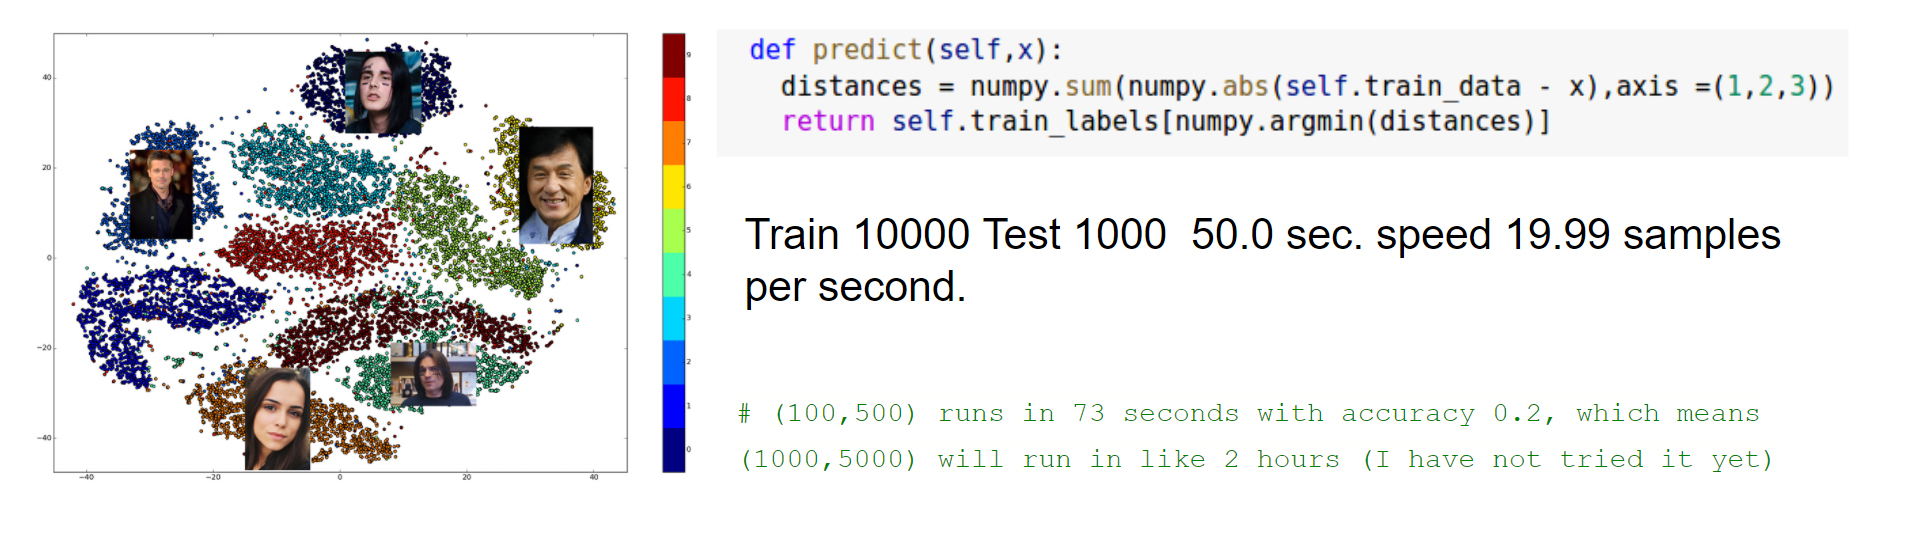 40
20
0
−20
−40
−40
−20
0
20
40
9
8
7
6
5
4
3
2
1
0
def predict(self,x):
distances = numpy.sum(numpy.abs(self.train_data - x),axis =(1,2,3))
return self.train_labels[numpy.argmin(distances)]
Train 10000 Test 1000  50.0 sec. speed 19.99 samples
per second.
# (100,500) runs in 73 seconds with accuracy 0.2, which means
(1000,5000) will run in like 2 hours (I have not tried it yet)